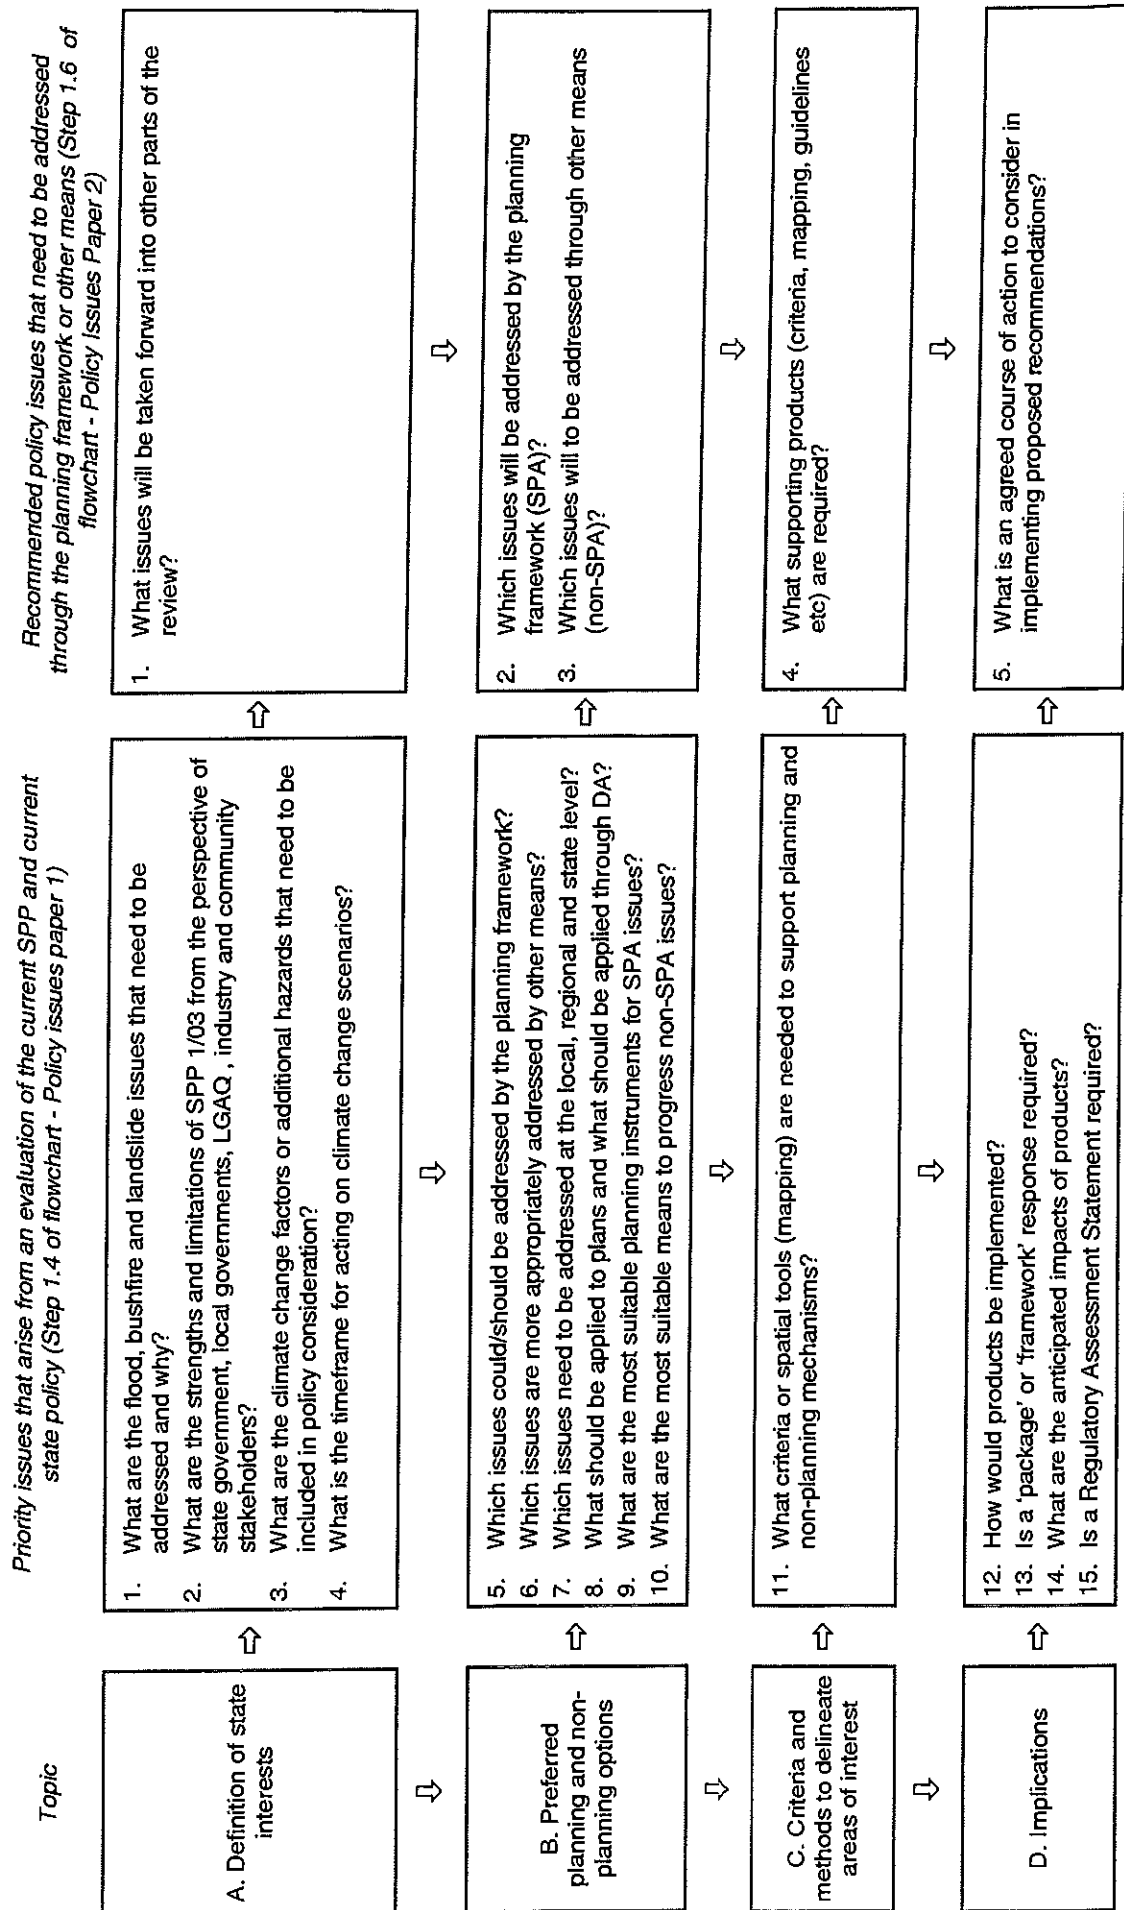 Topic
Priority issues that arise from an evaluation of the current SPP and current
state policy (Step 1.4 of flowchart - Policy issues paper 1)
Recommended policy issues that need to be addressed
through the planning framework or other means (Step 1.6 of
flowchart - Policy Issues Paper 2)
A. Definition of state
interests
1. What are the flood, bushfire and landslide issues that need to be
addressed and why?
2. What are the strengths and limitations of SPP 1/03 from the perspective of
state government, local governments, LGAQ , industry and community
stakeholders?
3. What are the climate change factors or additional hazards that need to be
included in policy consideration?
4. What is the timeframe for acting on climate change scenarios?
1. What issues will be taken forward into other parts of the
review?
B. Preferred
planning and non-
planning options
5. Which issues could/should be addressed by the planning framework?
6. Which issues are more appropriately addressed by other means?
7. Which issues need to be addressed at the local, regional and state level?
8. What should be applied to plans and what should be applied through DA?
9. What are the most suitable planning instruments for SPA issues?
10. What are the most suitable means to progress non-SPA issues?
2. Which issues will be addressed by the planning
framework (SPA)?
3. Which issues will to be addressed through other means
(non-SPA)?
C. Criteria and
methods to delineate
areas of interest
11. What criteria or spatial tools (mapping) are needed to support planning and
non-planning mechanisms?
4. What supporting products (criteria, mapping, guidelines
etc) are required?
D. Implications
12. How would products be implemented?
13. Is a 'package' or 'framework' response required?
14. What are the anticipated impacts of products?
15. Is a Regulatory Assessment Statement required?
5. What is an agreed course of action to consider in
implementing proposed recommendations?